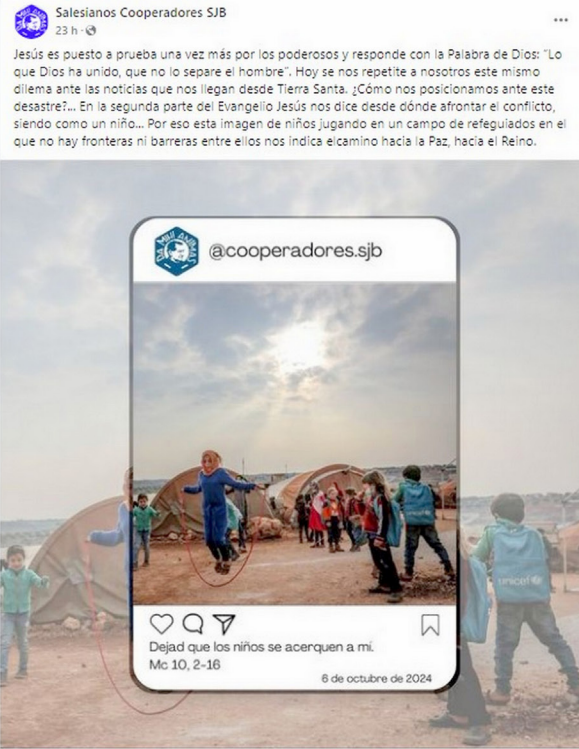 Salesianos Cooperadores SJB
23 h ·
Jesús es puesto a prueba una vez más por los poderosos y responde con la Palabra de Dios: "Lo
que Dios ha unido, que no lo separe el hombre". Hoy se nos repetite a nosotros este mismo
dilema ante las noticias que nos llegan desde Tierra Santa. ¿Cómo nos posicionamos ante este
desastre?... En la segunda parte del Evangelio Jesús nos dice desde dónde afrontar el conflicto,
siendo como un niño... Por eso esta imagen de niños jugando en un campo de refeguiados en el
que no hay fronteras ni barreras entre ellos nos indica elcamino hacia la Paz, hacia el Reino.
DA MIHI ANIMAS
@cooperadores.sjb
unicef
Dejad que los niños se acerquen a mí.
Mc 10, 2-16
6 de octubre de 2024